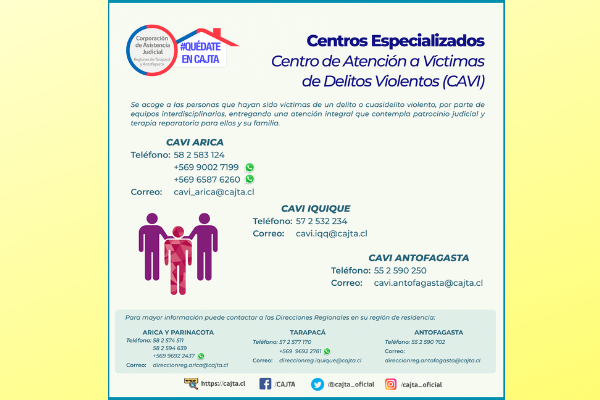 Corporación
de Asistencia
Judicial
Regiones de Tarapacá
y Antofagasta
#QUÉDATE
EN CAJTA
Centros Especializados
Centro de Atención a Víctimas
de Delitos Violentos (CAVI)
Se acoge a las personas que hayan sido víctimas de un delito o cuasidelito violento, por parte de
equipos interdisciplinarios, entregando una atención integral que contempla patrocinio judicial y
terapia reparatoria para ellos y su familia.
CAVI ARICA
Teléfono: 58 2 583 124
+569 9002 7199
+569 6587 6260
Correo: cavi_arica@cajta.cl
CAVI IQUIQUE
Teléfono: 57 2 532 234
Correo: cavi.iqq@cajta.cl
CAVI ANTOFAGASTA
Teléfono: 55 2 590 250
Correo: cavi.antofagasta@cajta.cl
Para mayor información puede contactar a las Direcciones Regionales en su región de residencia:
ARICA Y PARINACOTA
Teléfono: 58 2 574 511
58 2 594 639
+569 9692 2437
Correo: direccionreg.arica@cajta.cl
TARAPACÁ
Teléfono: 57 2 577 170
+569 9692 2761
Correo: direccionreg.iquique@cajta.cl
ANTOFAGASTA
Teléfono: 55 2 590 702
Correo:
direccionreg.antofagasta@cajta.cl
https://cajta.cl
/CAJTA
@cajta_oficial
/cajta_oficial